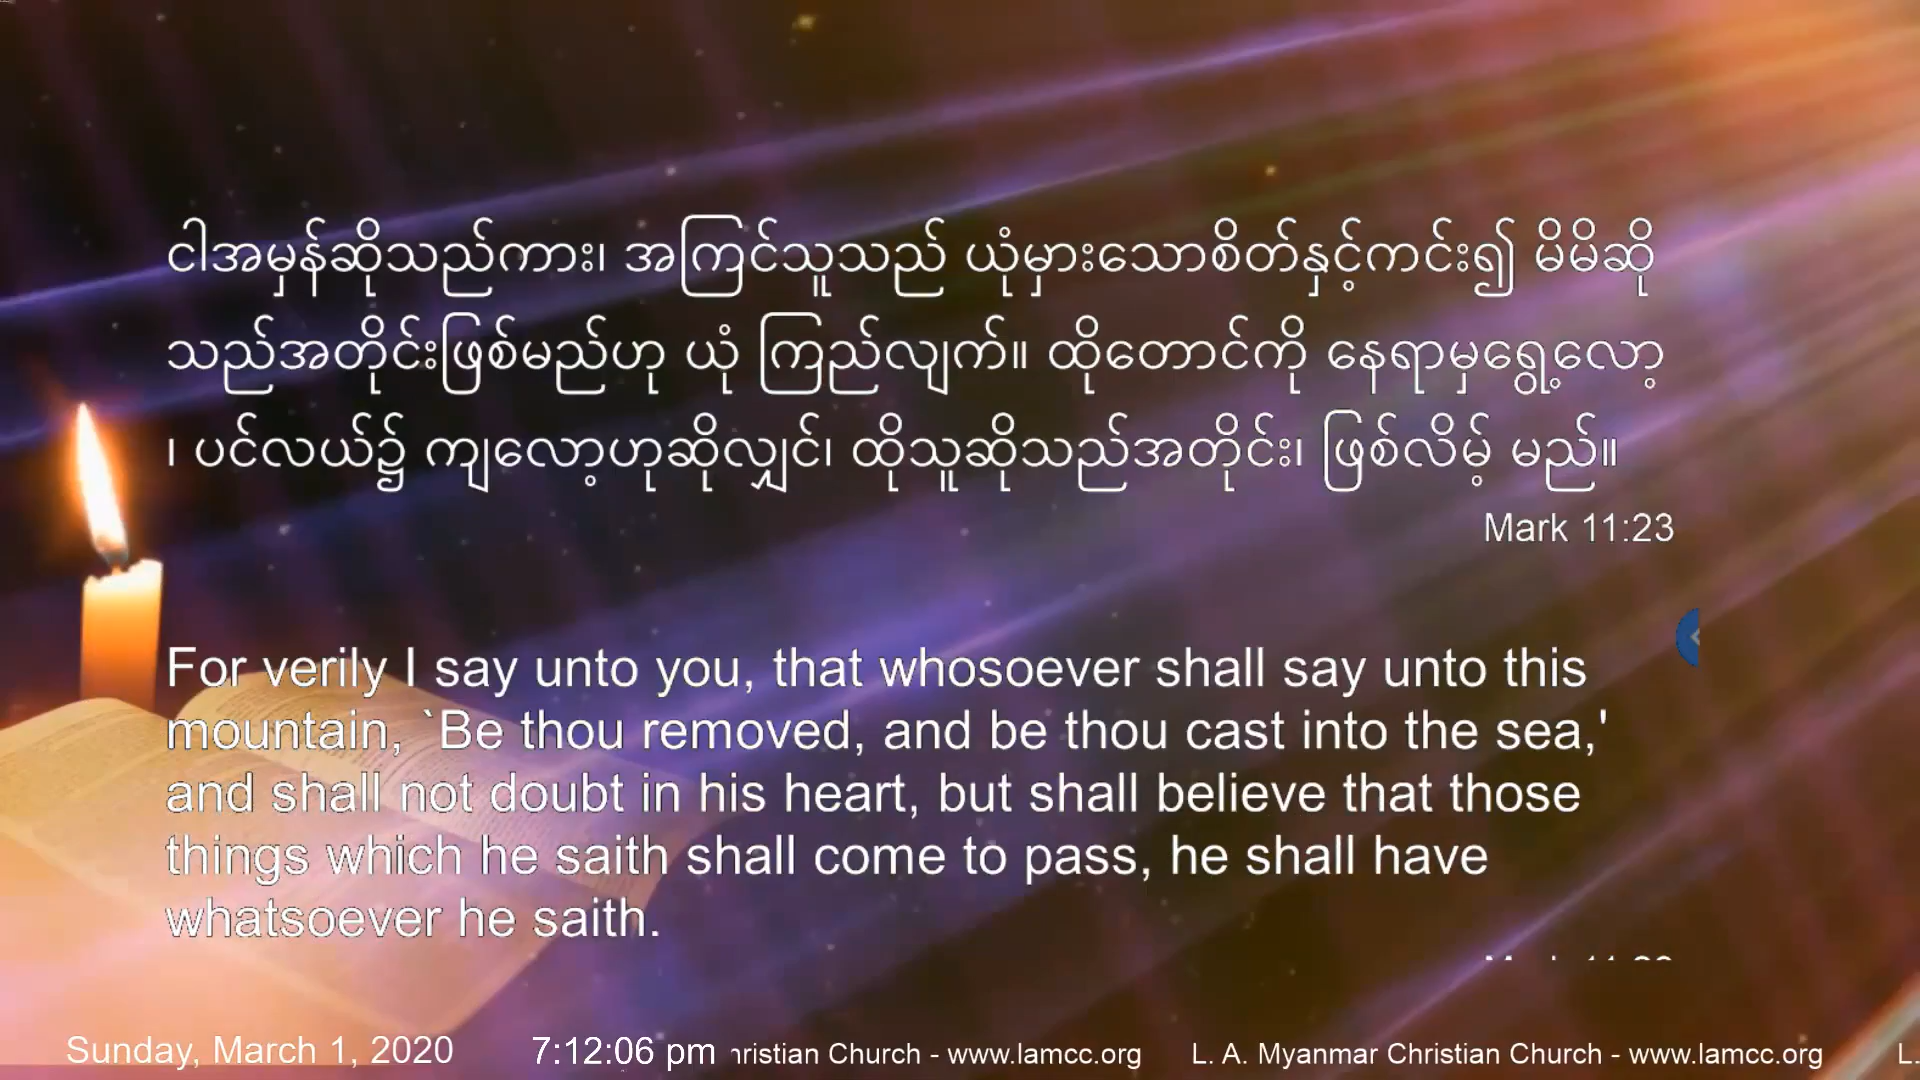 ငါအမှန်ဆိုသည်ကား၊ အကြင်သူသည် ယုံမှားသောစိတ်နှင့်ကင်း၍ မိမိဆို
သည်အတိုင်းဖြစ်မည်ဟု ယုံ ကြည်လျက်။ ထိုတောင်ကို နေရာမှရွေ့လော့
၊ ပင်လယ်၌ ကျလော့ဟုဆိုလျှင်၊ ထိုသူဆိုသည်အတိုင်း၊ ဖြစ်လိမ့် မည်။
Mark 11:23
For verily I say unto you, that whosoever shall say unto this
mountain, `Be thou removed, and be thou cast into the sea,'
and shall not doubt in his heart, but shall believe that those
things which he saith shall come to pass, he shall have
whatsoever he saith.
Sunday, March 1, 2020 7:12:06 pm Church - www.lamcc.org L. A. Myanmar Christian Church - www.lamcc.org L.